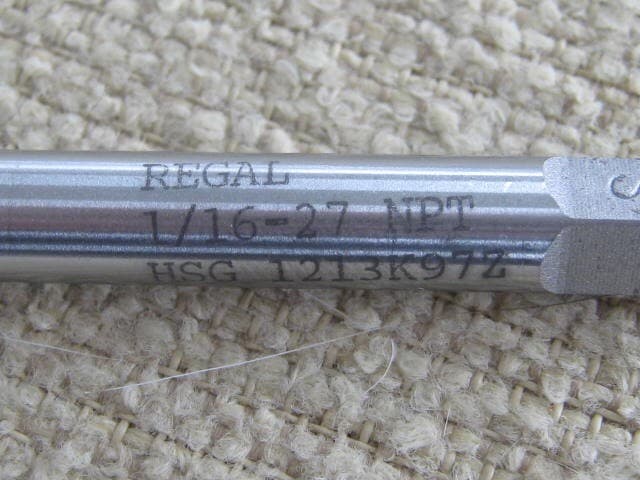 REGAL
1/16-27 NPT
HSG 1213K97Z